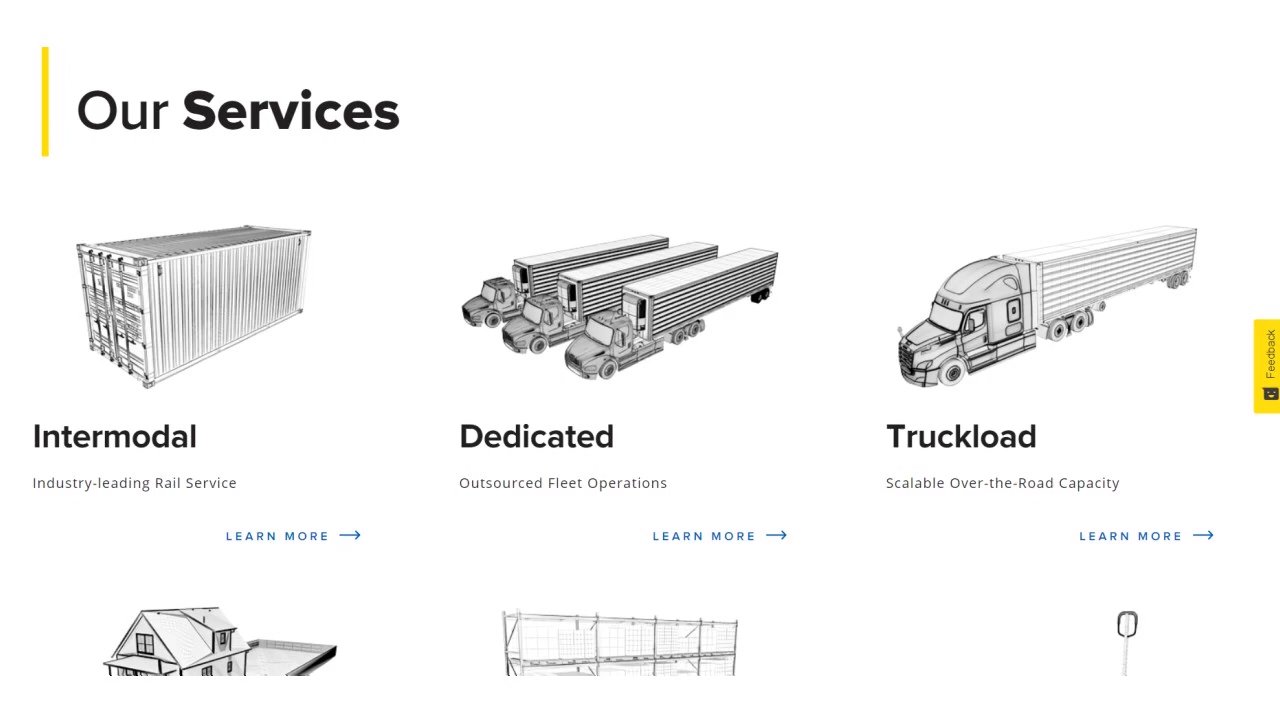 Our Services
Intermodal
Industry-leading Rail Service
LEARN MORE
Dedicated
Outsourced Fleet Operations
LEARN MORE
Truckload
Scalable Over-the-Road Capacity
LEARN MORE
Feedback